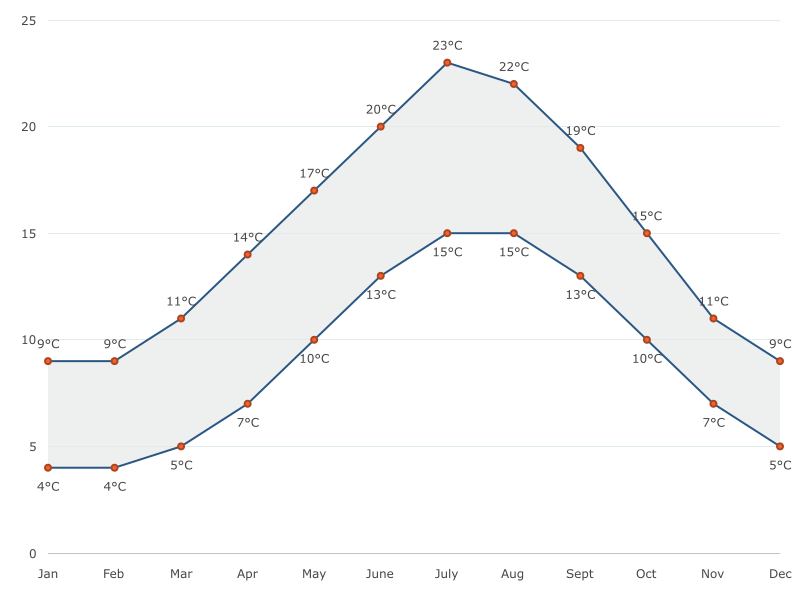 25
23°C
22°C
20
20°C
19°C
17°C
15
14°C
15°C
15°C
15°C
11°C
13°C
13°C
11°C
10
9°C
9°C
10°C
10°C
9°C
5
7°C
7°C
4°C
4°C
5°C
5°C
0
Jan Feb Mar Apr May June July Aug Sept Oct Nov Dec